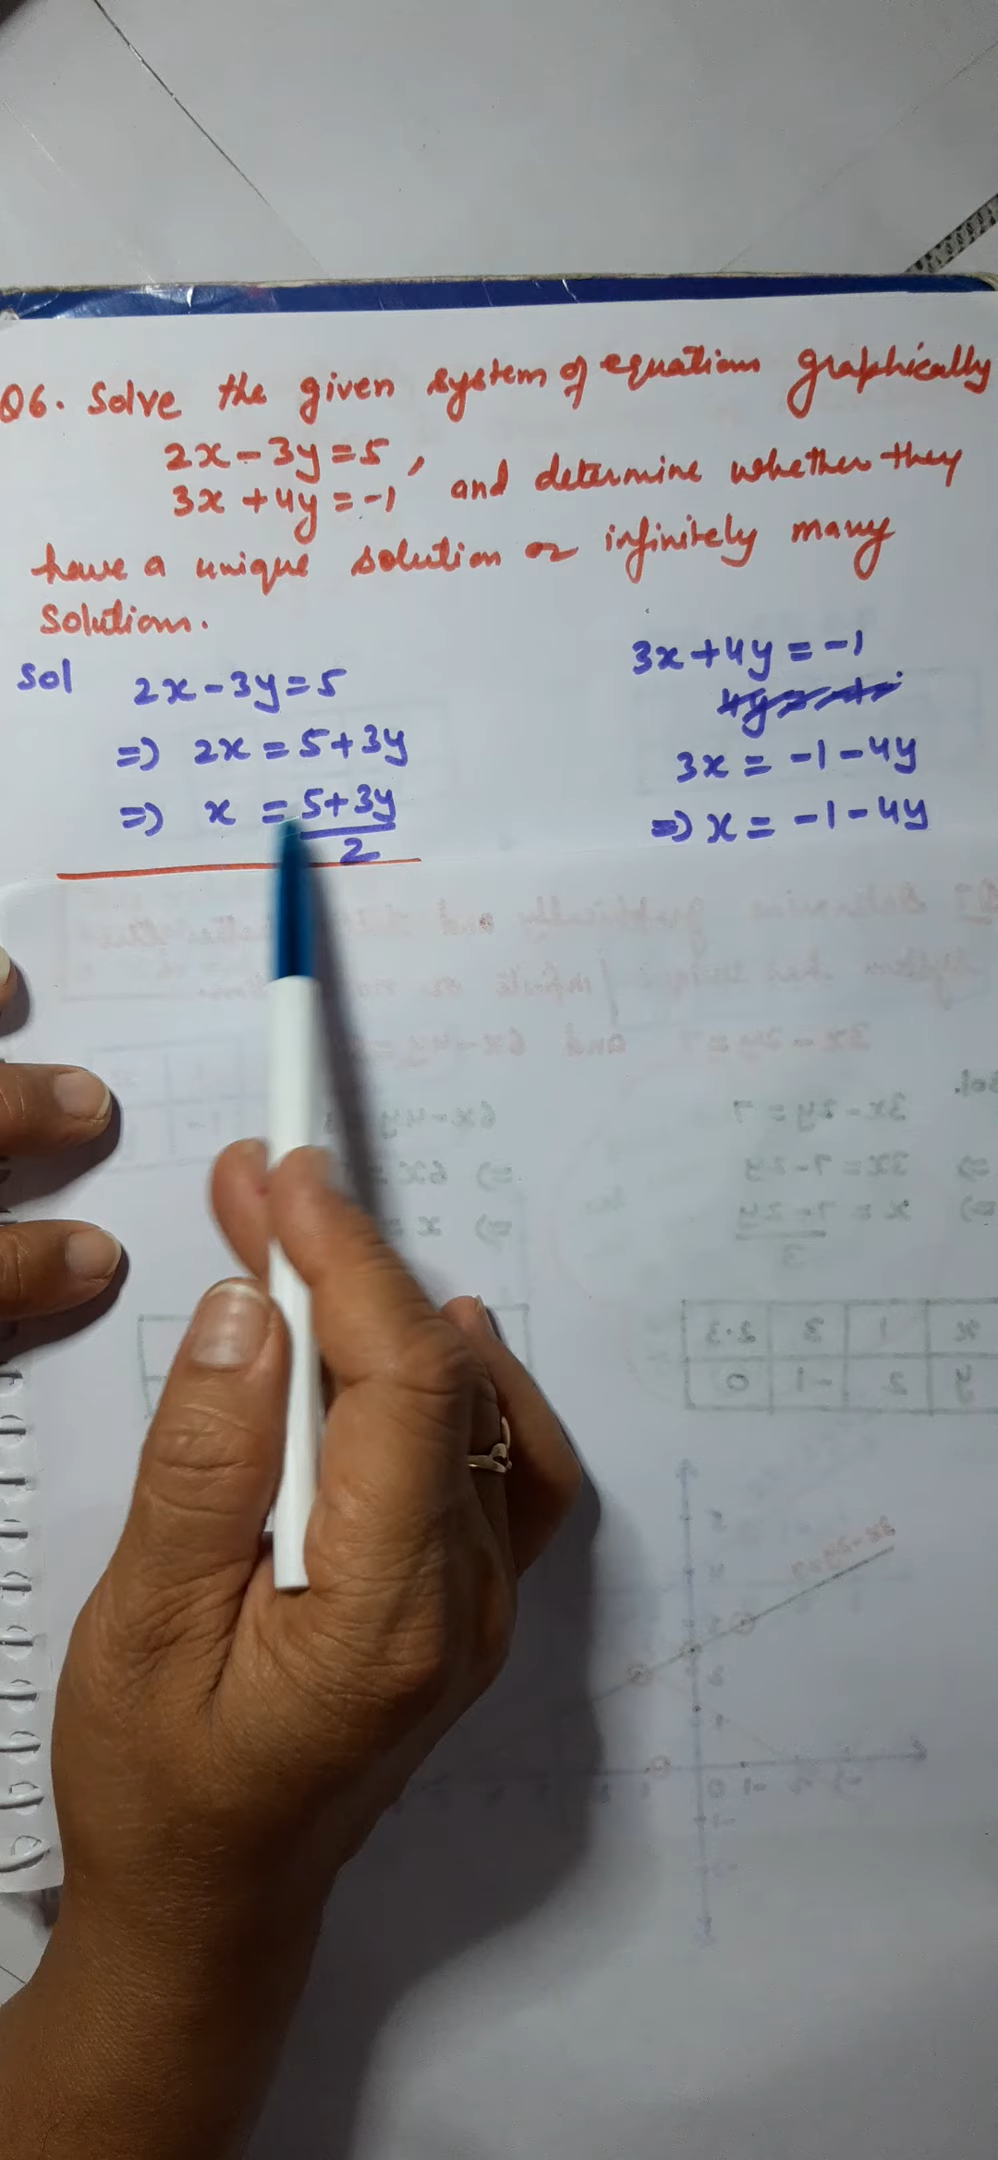 Q6. Solve the given system of equations graphically
2x-3y=5,
3x+4y=-1 and determine whether they
have a unique solution or infinitely many
solutions.
Sol 2x-3y=5
=> 2x = 5+3y
=> x = 5+3y
2
3x+4y=-1
3x = -1-4y
=> x = -1-4y